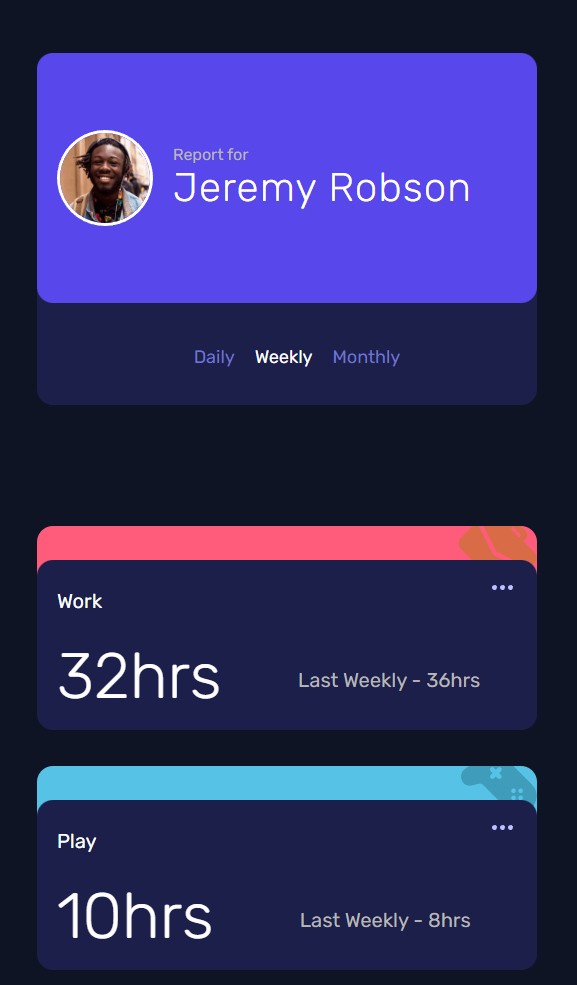 Report for
Jeremy Robson
Daily Weekly Monthly
Work
32hrs
Last Weekly - 36hrs
Play
10hrs
Last Weekly - 8hrs